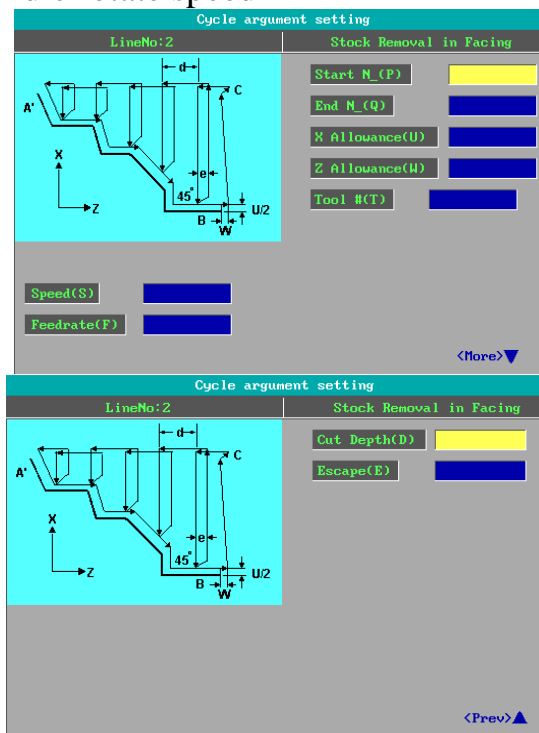 Cycle argument setting
LineNo:2
Stock Removal in Facing
d
C
A'
X
Z
e
45°
B
W
U/2
Start N_(P)
End N_(Q)
X Allowance(U)
Z Allowance(W)
Tool #(T)
Speed(S)
Feedrate(F)
<More>
Cycle argument setting
LineNo:2
Stock Removal in Facing
d
C
A'
X
Z
e
45°
B
W
U/2
Cut Depth(D)
Escape(E)
<Prev>